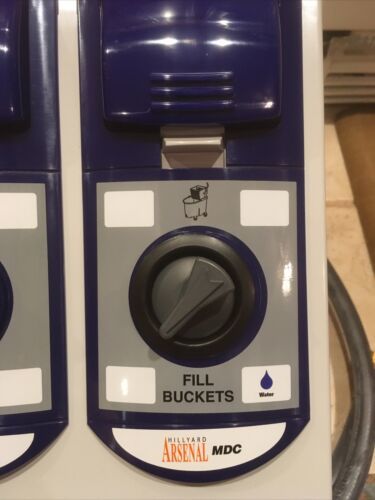 FILL
BUCKETS
Water
HILLYARD
ARSENAL MDC